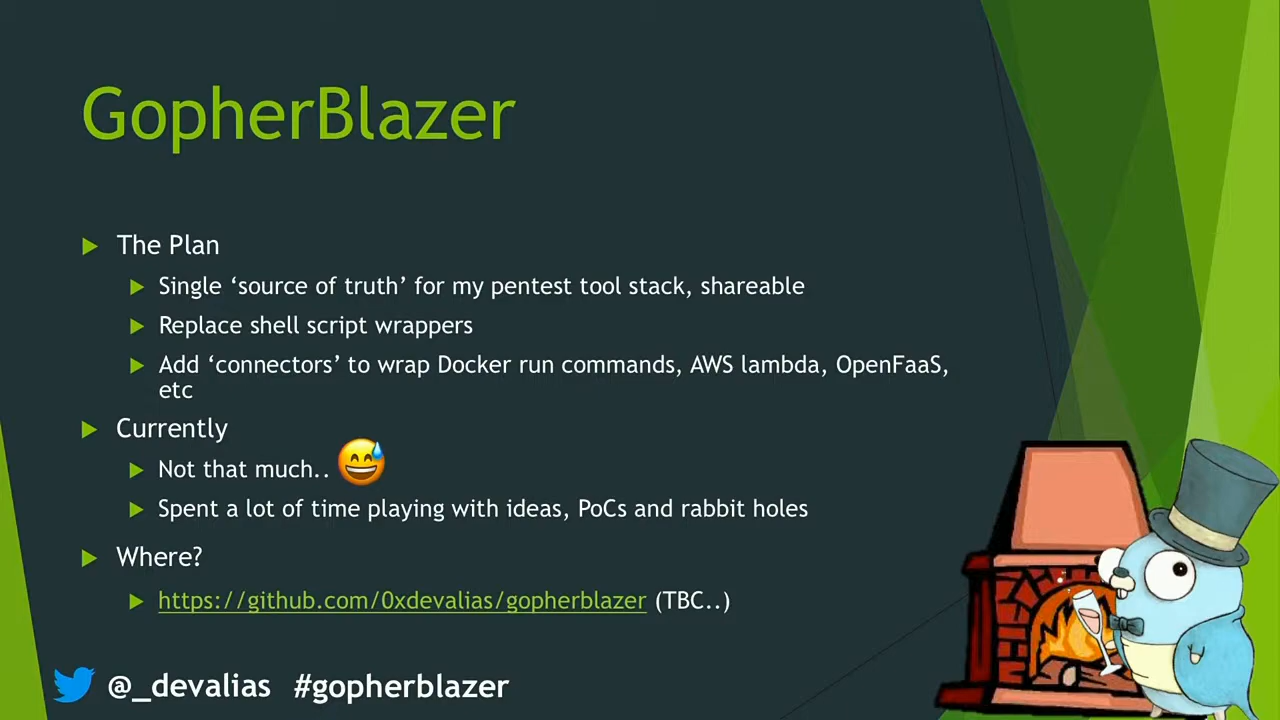 GopherBlazer
The Plan
Single ‘source of truth’ for my pentest tool stack, shareable
Replace shell script wrappers
Add ‘connectors’ to wrap Docker run commands, AWS lambda, OpenFaaS,
etc
Currently
Not that much.. 😅
Spent a lot of time playing with ideas, PoCs and rabbit holes
Where?
https://github.com/0xdevalias/gopherblazer (TBC..)
@_devalias #gopherblazer